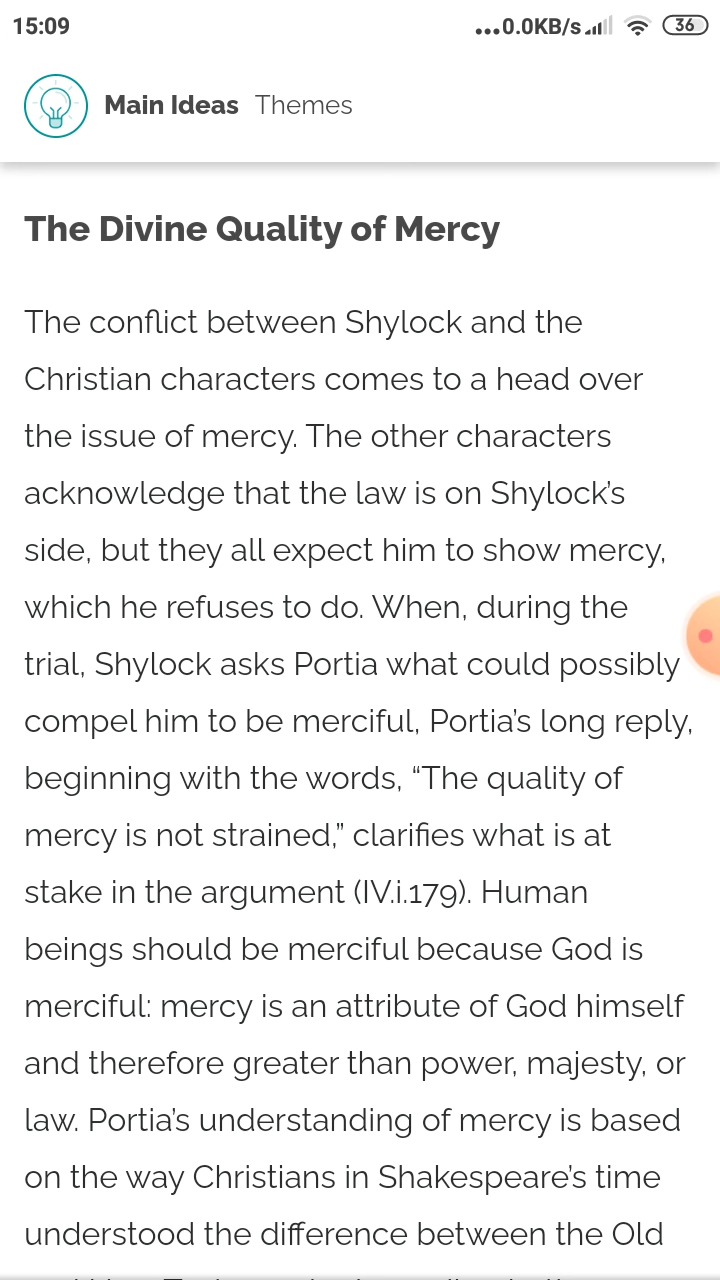 15:09 ...0.0KB/s 36
Main Ideas Themes
The Divine Quality of Mercy
The conflict between Shylock and the
Christian characters comes to a head over
the issue of mercy. The other characters
acknowledge that the law is on Shylock’s
side, but they all expect him to show mercy,
which he refuses to do. When, during the
trial, Shylock asks Portia what could possibly
compel him to be merciful, Portia’s long reply,
beginning with the words, “The quality of
mercy is not strained,” clarifies what is at
stake in the argument (IV.i.179). Human
beings should be merciful because God is
merciful: mercy is an attribute of God himself
and therefore greater than power, majesty, or
law. Portia’s understanding of mercy is based
on the way Christians in Shakespeare’s time
understood the difference between the Old